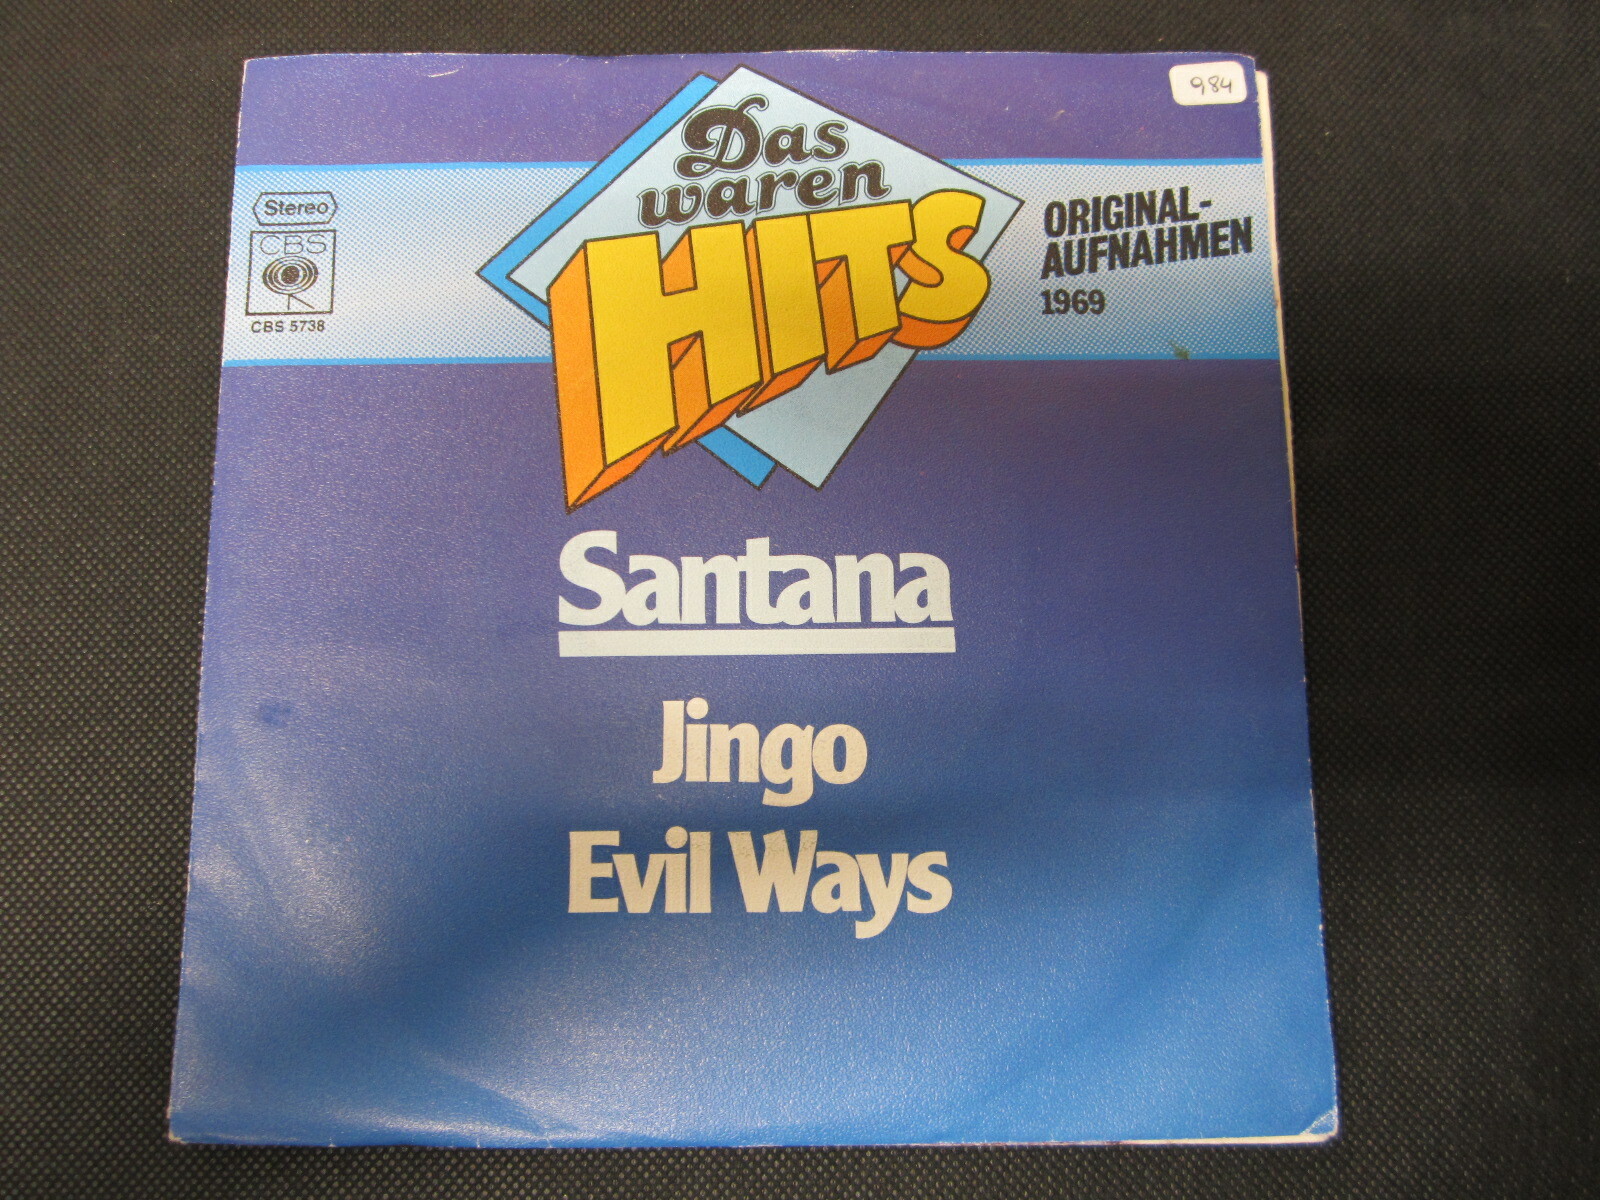 984
Das
waren
HITS
Stereo
CBS
CBS 5738
ORIGINAL-
AUFNAHMEN
1969
Santana
Jingo
Evil Ways